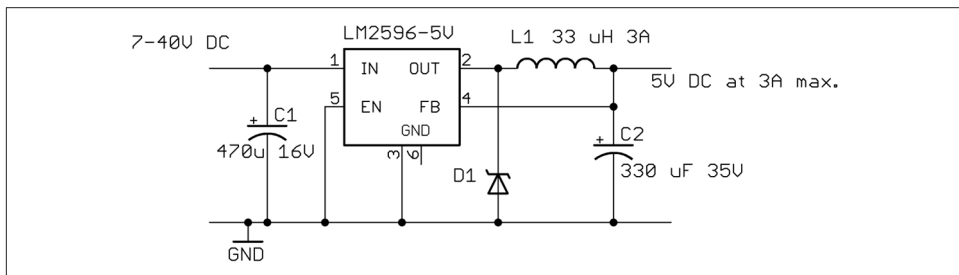 LM2596-5V
7-40V DC
L1 33 uH 3A
1
IN
OUT
2
5V DC at 3A max.
5
EN
FB
4
GND
+
C1
470u 16V
3
6
D1
+
C2
330 uF 35V
GND